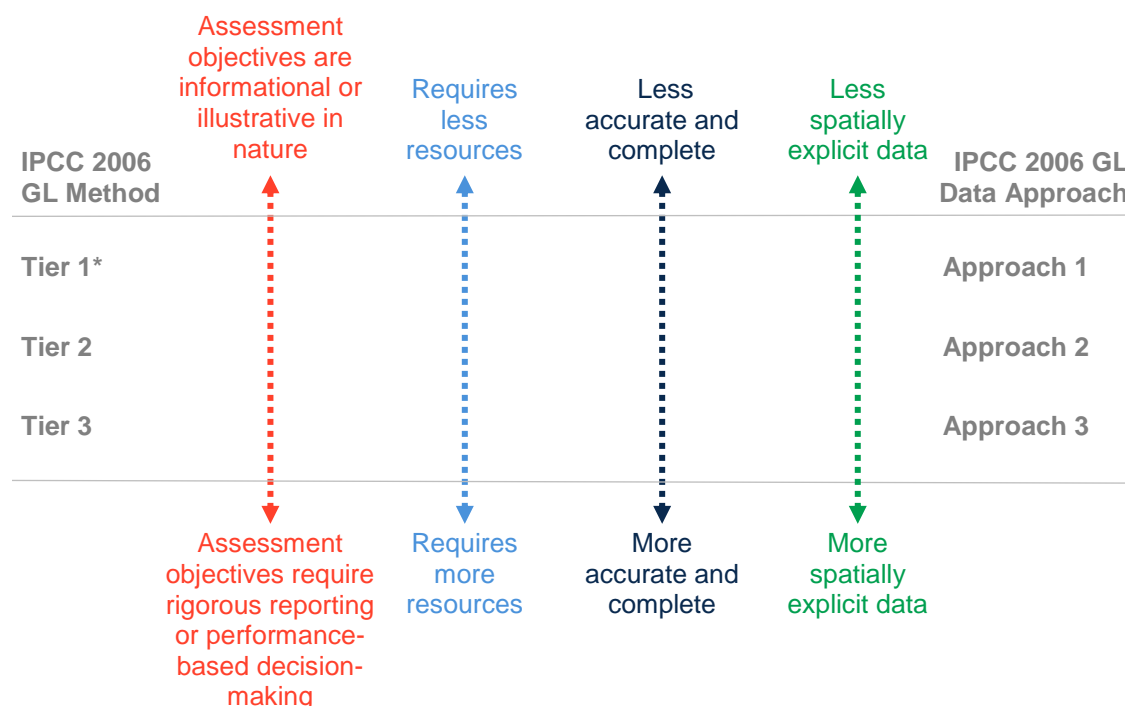 Assessment
objectives are
informational or
illustrative in
nature
Requires
less
resources
Less
accurate and
complete
Less
spatially
explicit data
IPCC 2006
GL Method
IPCC 2006 GL
Data Approach
Tier 1*
Approach 1
Tier 2
Approach 2
Tier 3
Approach 3
Assessment
objectives require
rigorous reporting
or performance-
based decision-
making
Requires
more
resources
More
accurate and
complete
More
spatially
explicit data